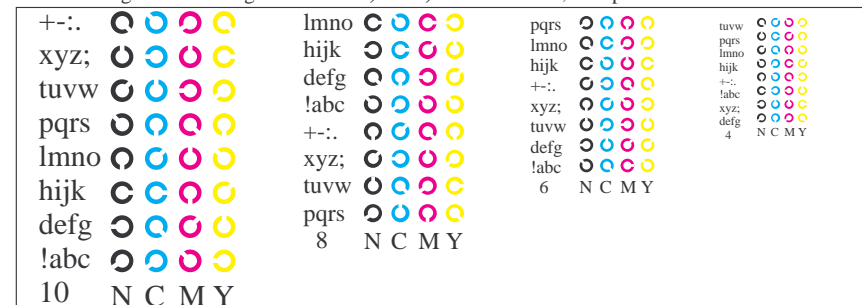 +-:.
xyz;
tuvw
pqrs
lmno
hijk
defg
!abc
10 N C M Y
lmno
hijk
defg
!abc
+-:.
xyz;
tuvw
pqrs
8 N C M Y
pqrs
lmno
hijk
+-:.
xyz;
tuvw
defg
!abc
6 N C M Y
tuvw
pqrs
lmno
hijk
+-:.
!abc
xyz;
defg
4 N C M Y